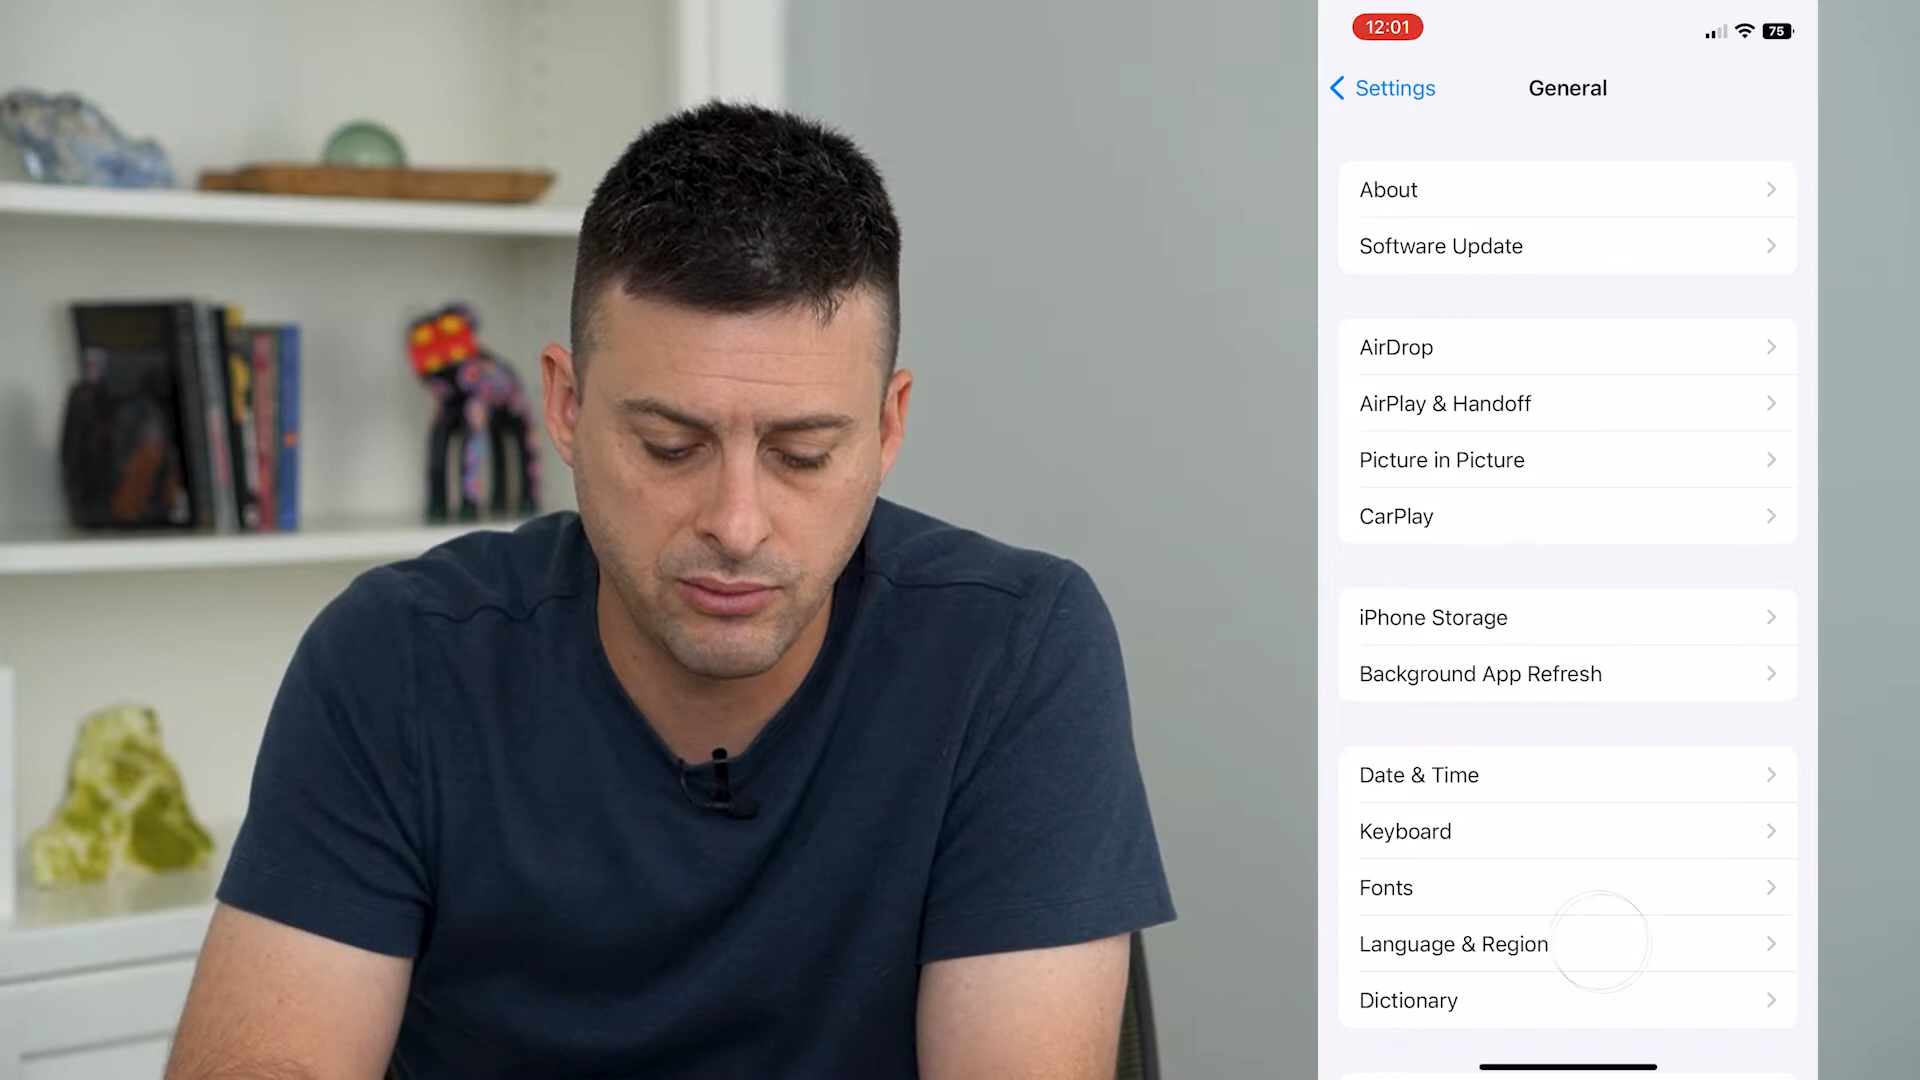 12:01
75
Settings
General
About
Software Update
AirDrop
AirPlay & Handoff
Picture in Picture
CarPlay
iPhone Storage
Background App Refresh
Date & Time
Keyboard
Fonts
Language & Region
Dictionary